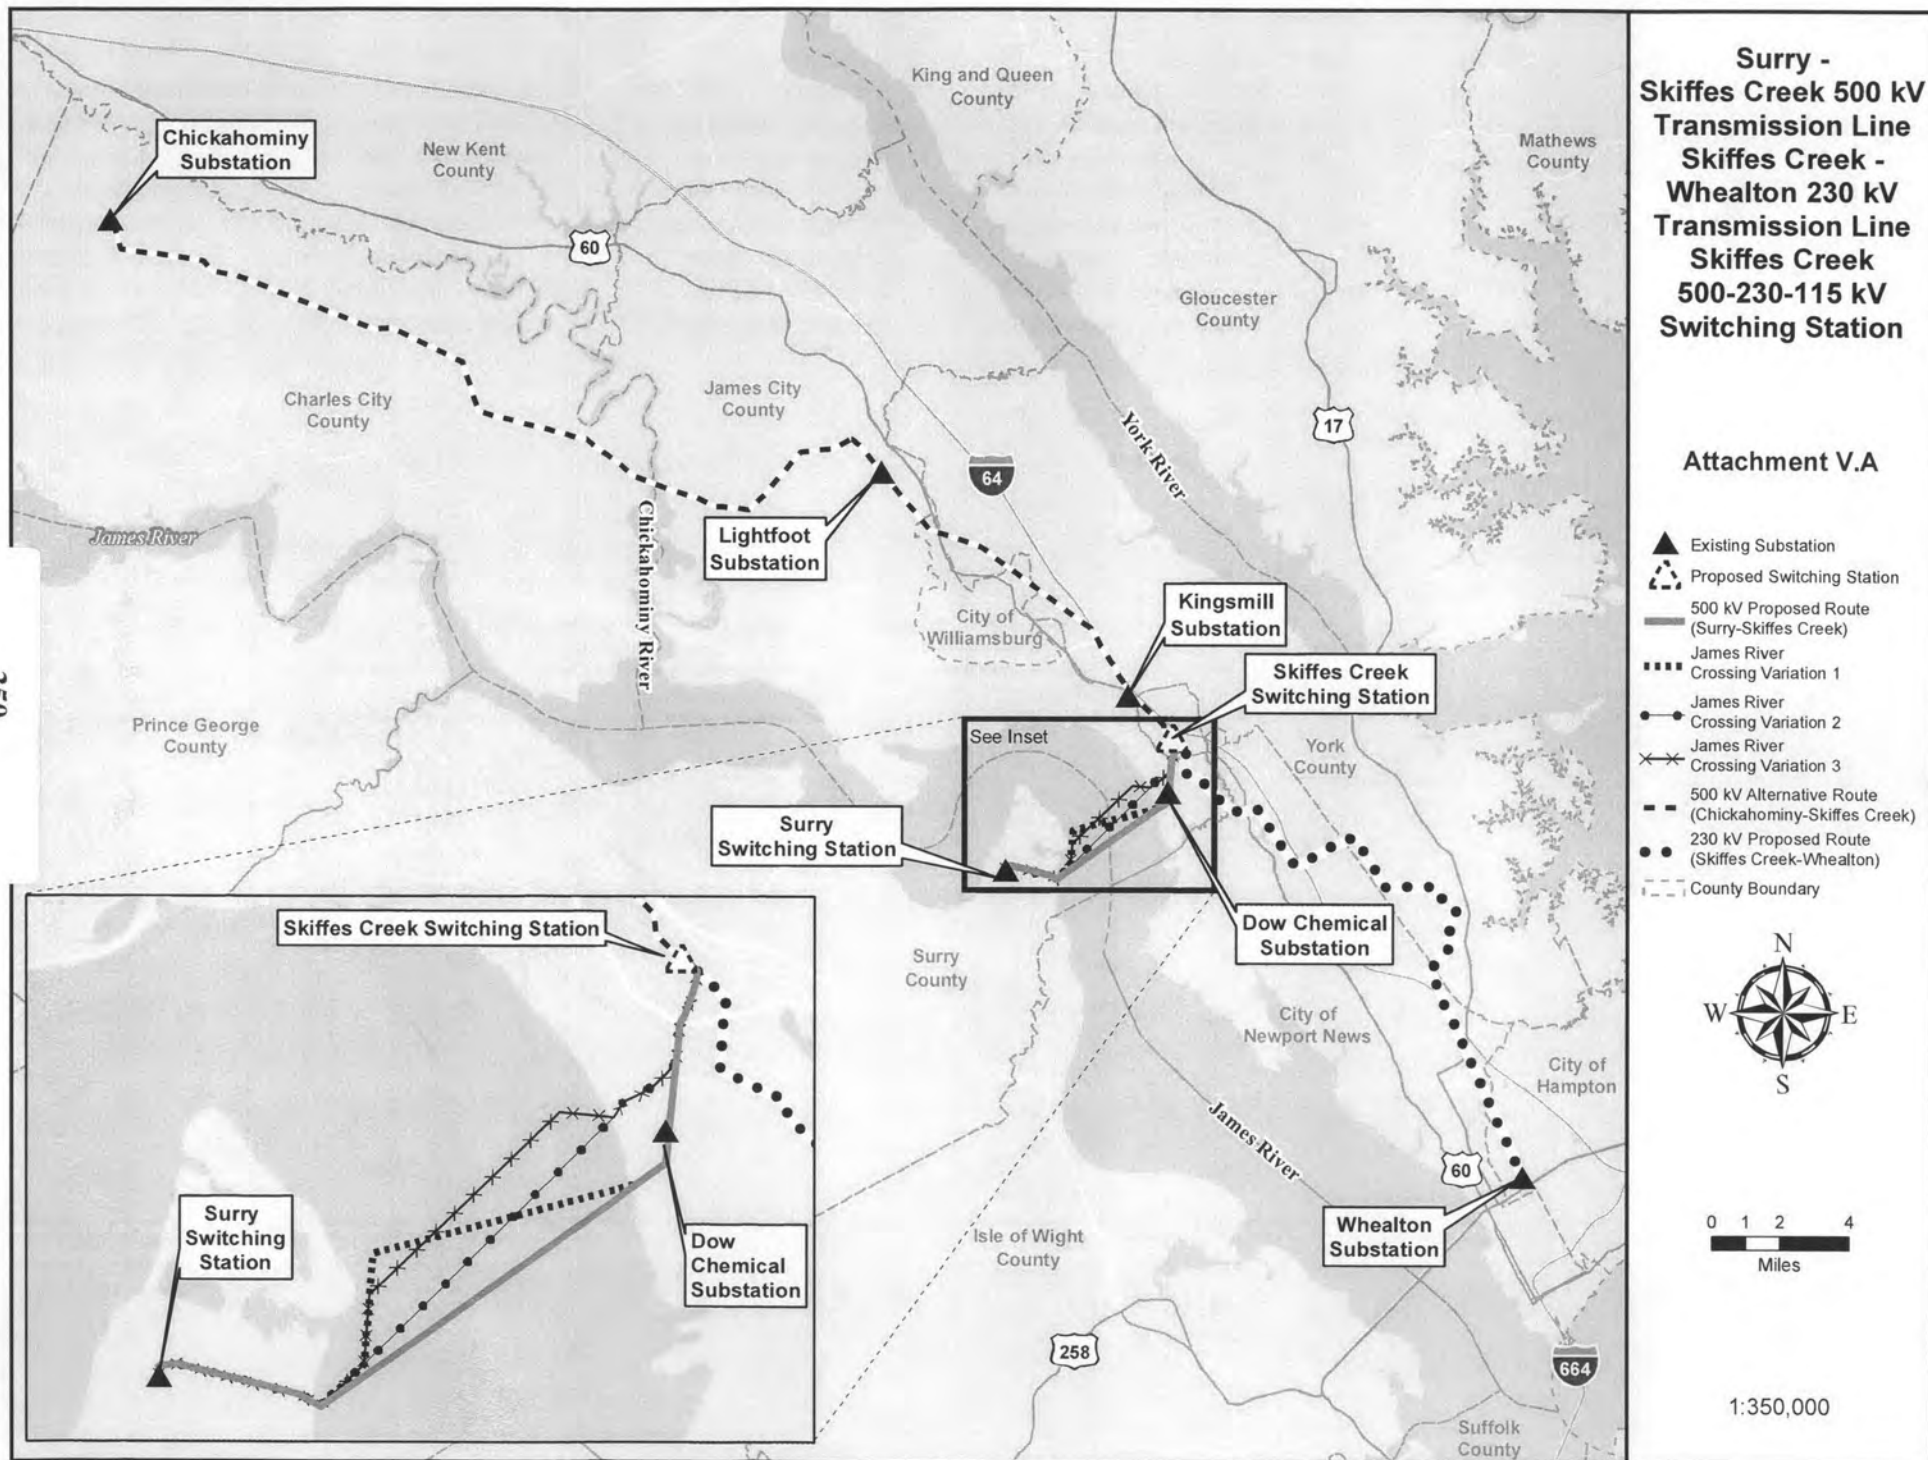 Surry -
Skiffes Creek 500 kV
Transmission Line
Skiffes Creek -
Whealton 230 kV
Transmission Line
Skiffes Creek
500-230-115 kV
Switching Station
Attachment V.A
Existing Substation
Proposed Switching Station
500 kV Proposed Route
(Surry-Skiffes Creek)
James River
Crossing Variation 1
James River
Crossing Variation 2
James River
Crossing Variation 3
500 kV Alternative Route
(Chickahominy-Skiffes Creek)
230 kV Proposed Route
(Skiffes Creek-Whealton)
County Boundary
N
W
E
S
0 1 2 4
Miles
1:350,000
King and Queen
County
Mathews
County
Chickahominy
Substation
New Kent
County
60
Gloucester
County
Charles City
County
James City
County
17
York River
64
James River
Chickahominy River
Lightfoot
Substation
City of
Williamsburg
Kingsmill
Substation
Skiffes Creek
Switching Station
Prince George
County
See Inset
York
County
Surry
Switching Station
Dow Chemical
Substation
Surry
County
City of
Newport News
City of
Hampton
James River
60
Whealton
Substation
Isle of Wight
County
258
664
Suffolk
County
Skiffes Creek Switching Station
Surry
Switching
Station
Dow
Chemical
Substation